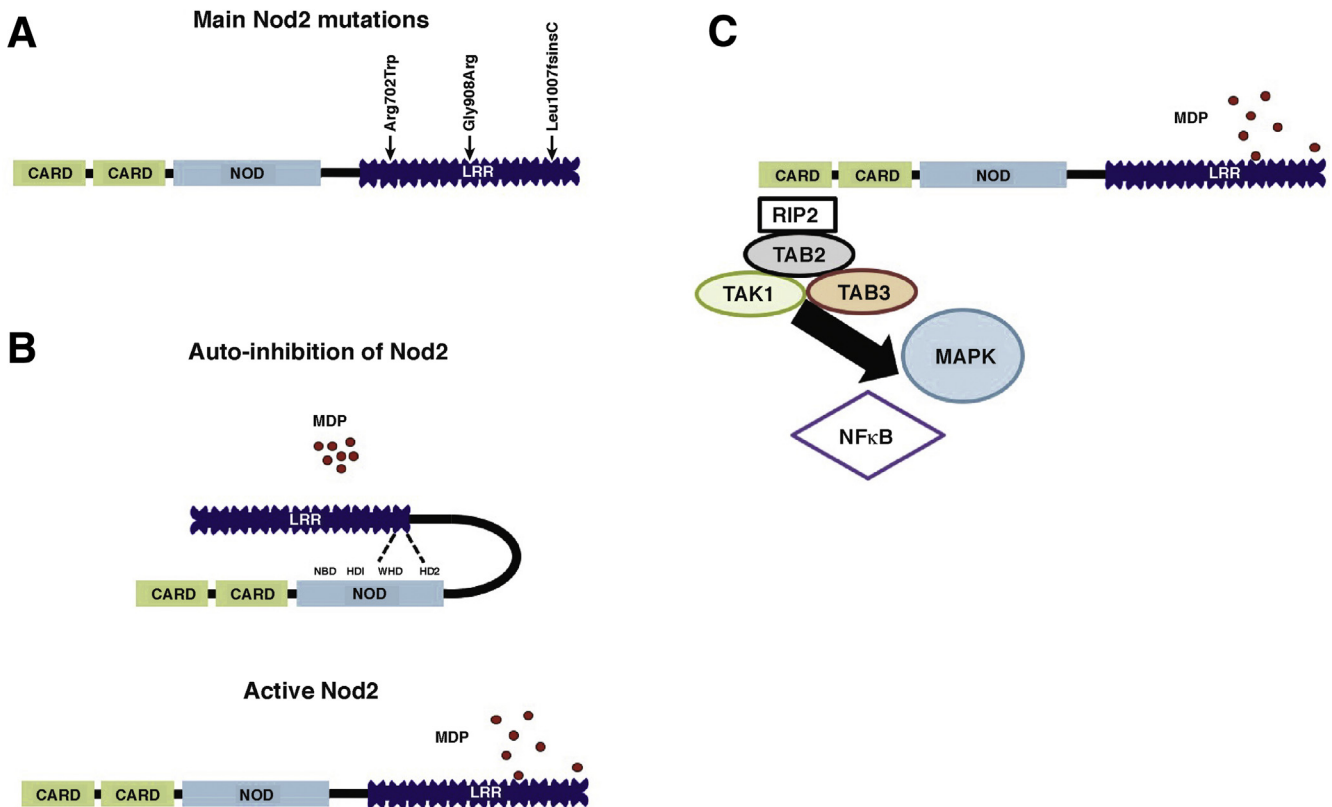 A
Main Nod2 mutations
Arg702Trp
Gly908Arg
Leu1007fsinsC
CARD CARD NOD LRR
B
Auto-inhibition of Nod2
MDP
LRR
NBD HDI WHD HD2
CARD CARD NOD
Active Nod2
MDP
CARD CARD NOD LRR
C
MDP
CARD CARD NOD LRR
RIP2
TAB2
TAK1 TAB3
MAPK
NFκB